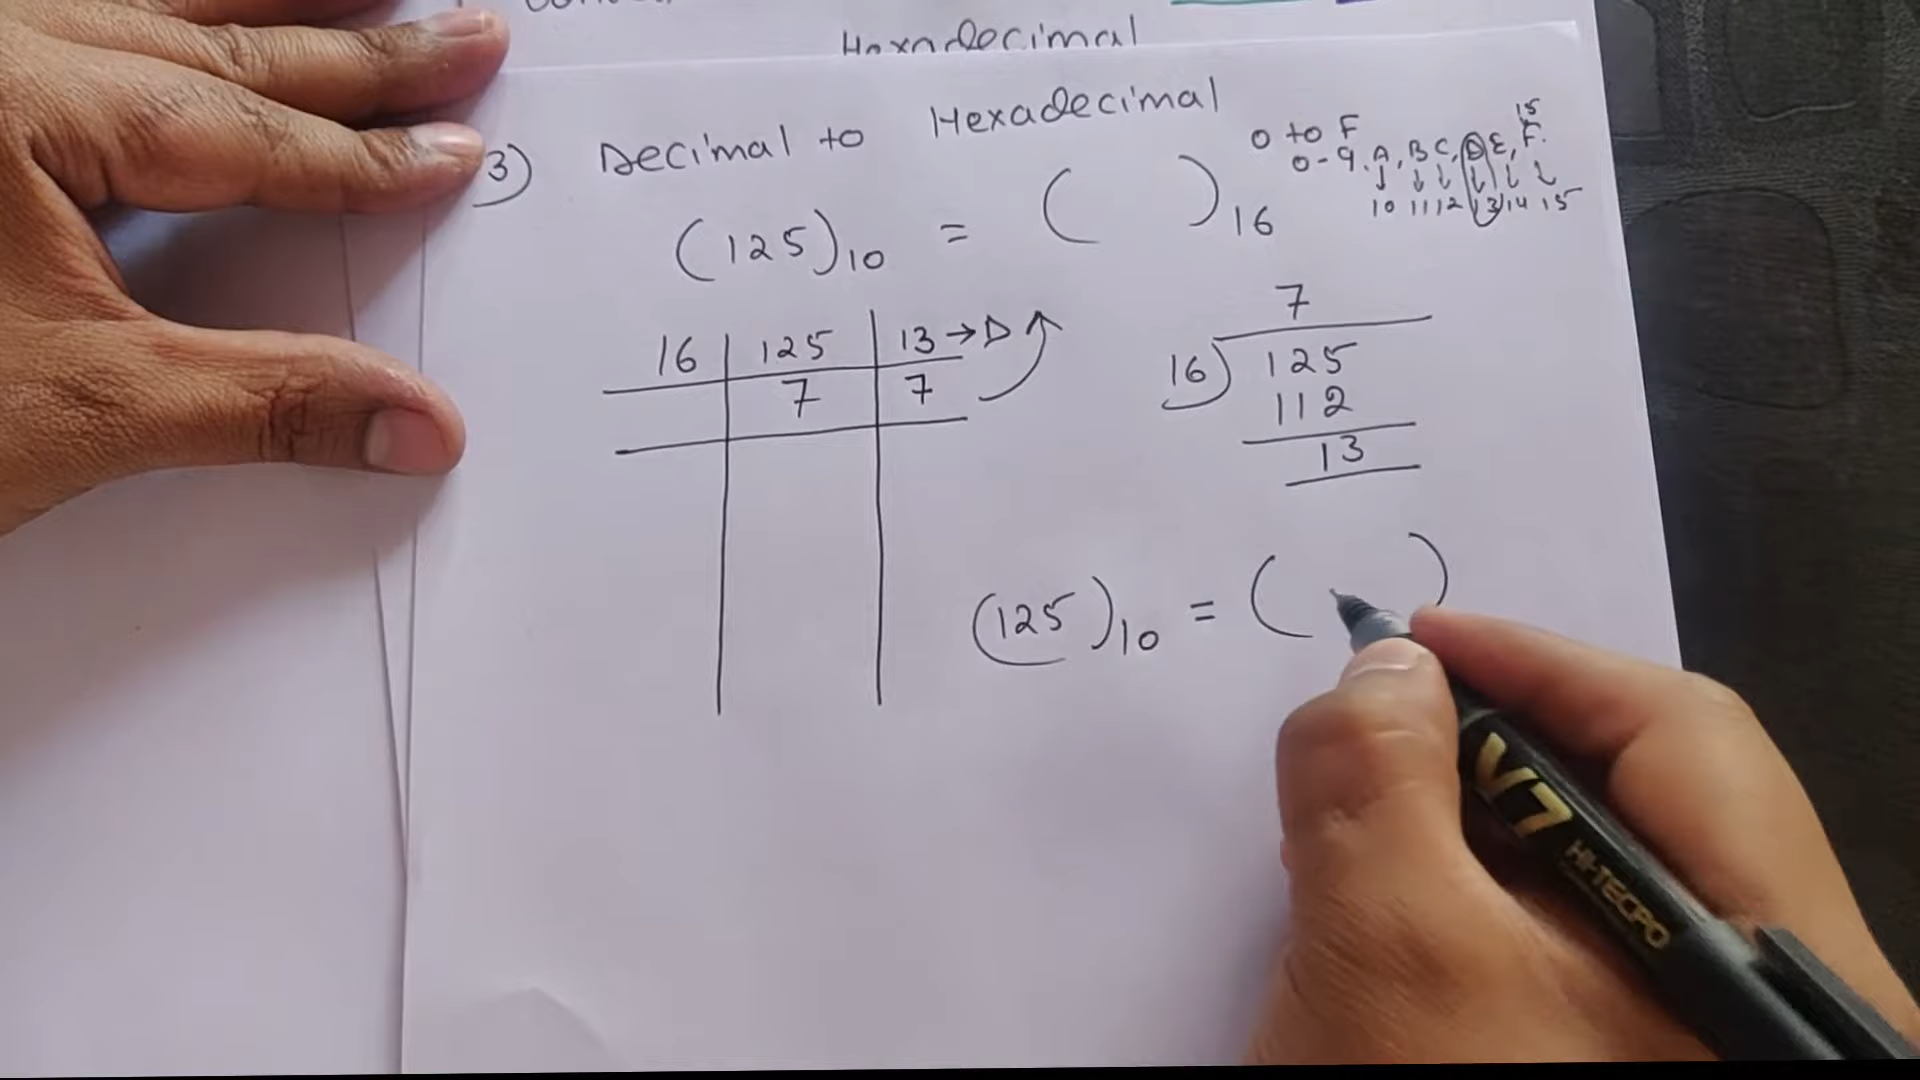 Hexadecimal
3) Decimal to Hexadecimal
0 to F
15
0-9. A, B C, D E, F.
10 11 12 13 14 15
(125)10 = ( )16
16 125 13 → D
7 7
7
16) 125
112
13
(125)10 = ( )
V7
HI-TECPO